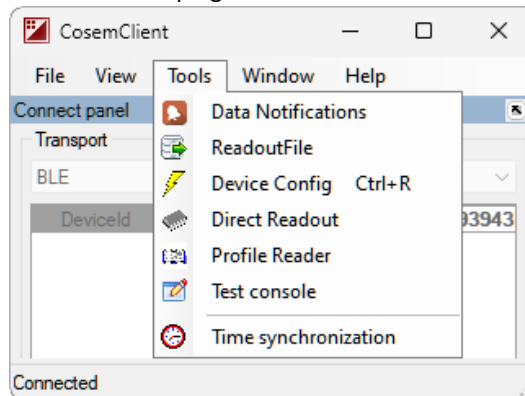 CosemClient
File View Tools Window Help
Connect panel
Data Notifications
Transport
ReadoutFile
BLE
Device Config Ctrl+R
DeviceId
Direct Readout
93943
Profile Reader
Test console
Time synchronization
Connected